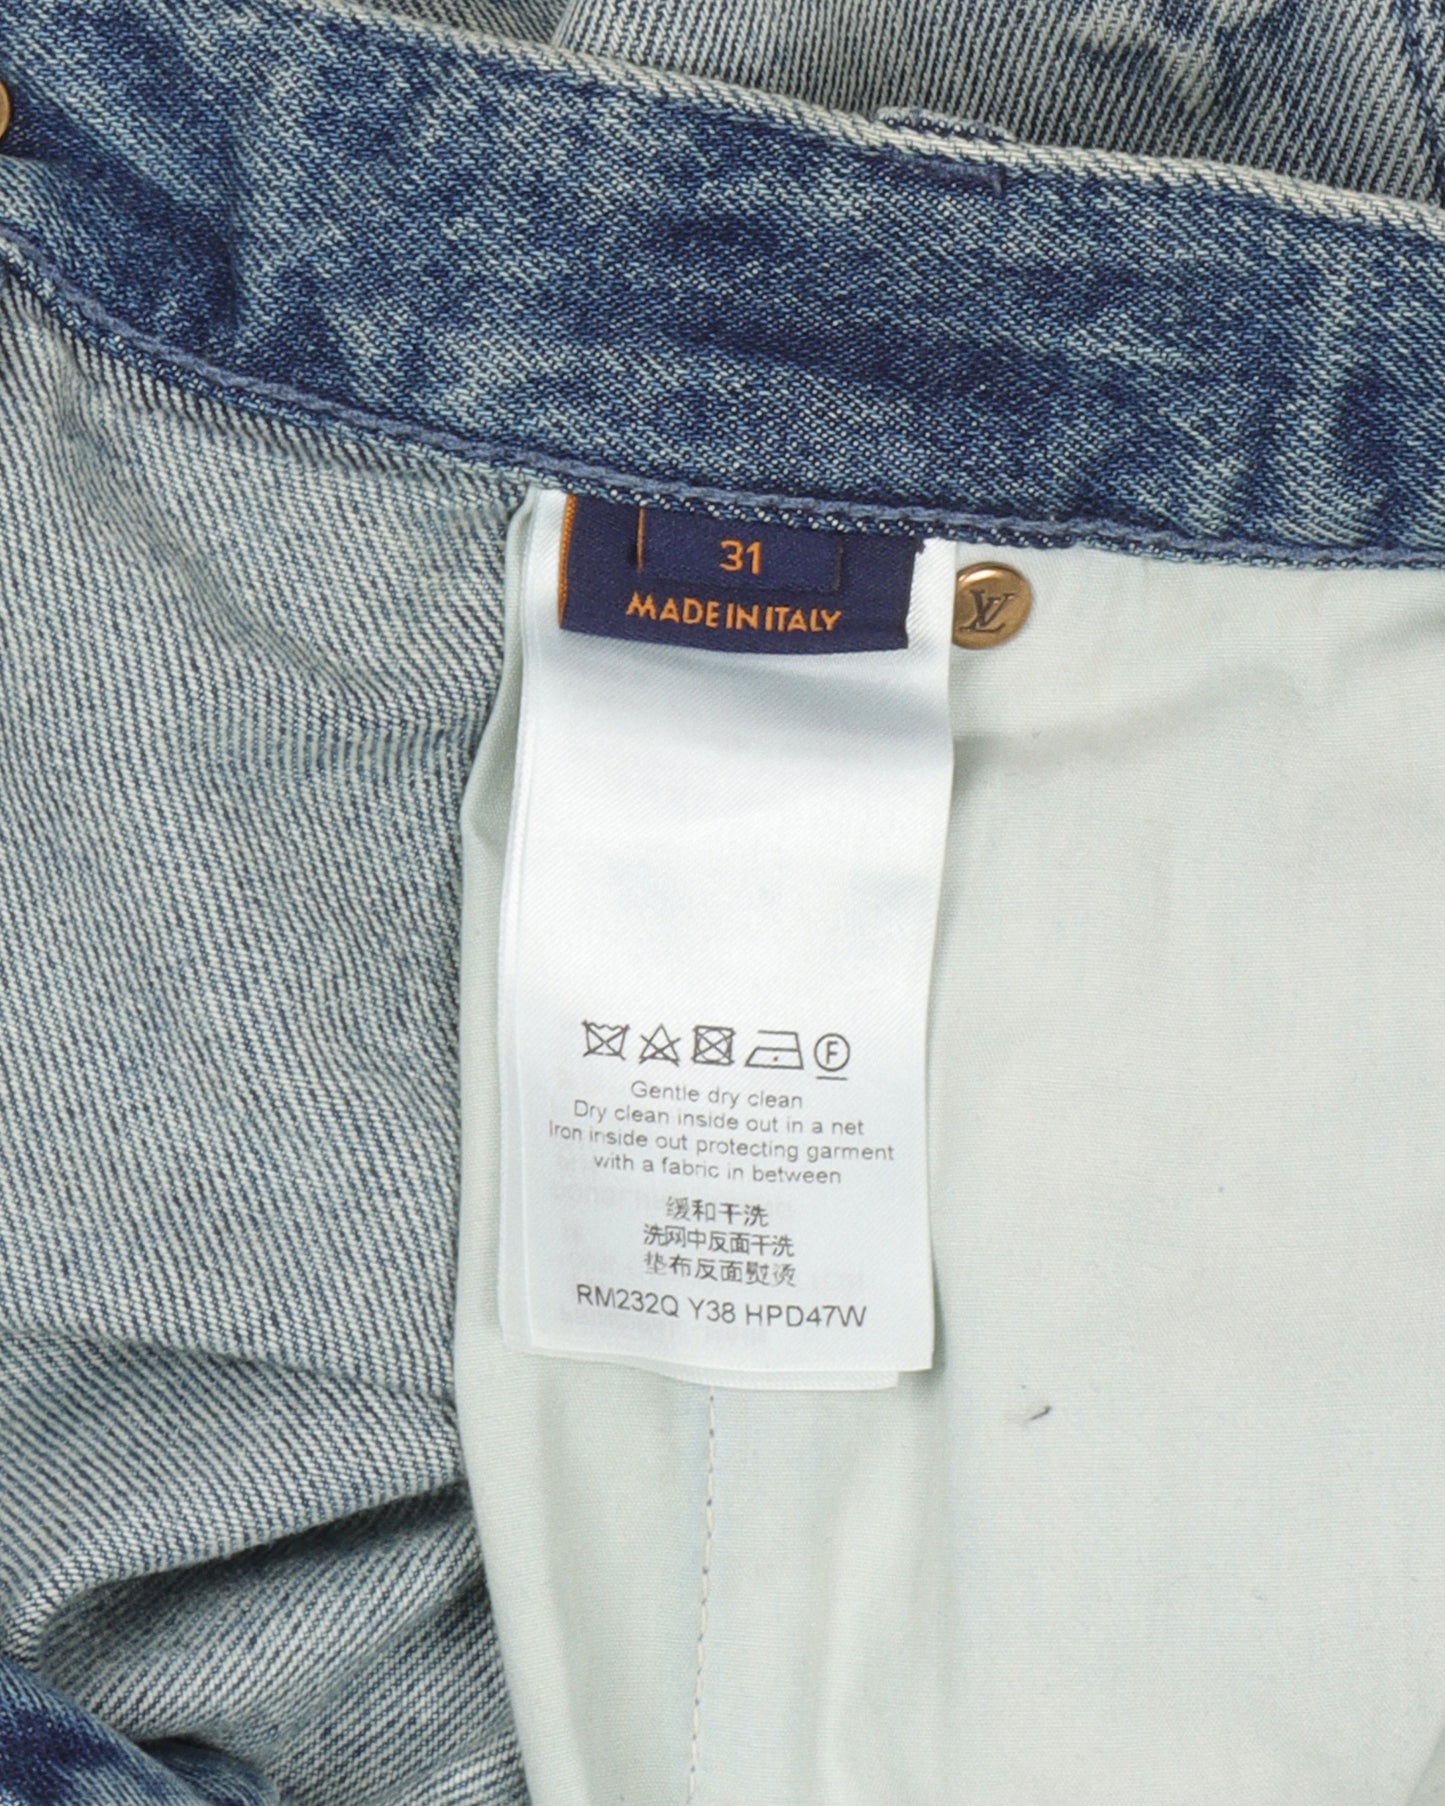 31
MADE IN ITALY
LV
F
Gentle dry clean
Dry clean inside out in a net
Iron inside out protecting garment
with a fabric in between
缓和干洗
洗网中反面干洗
垫布反面熨烫
RM232Q Y38 HPD47W